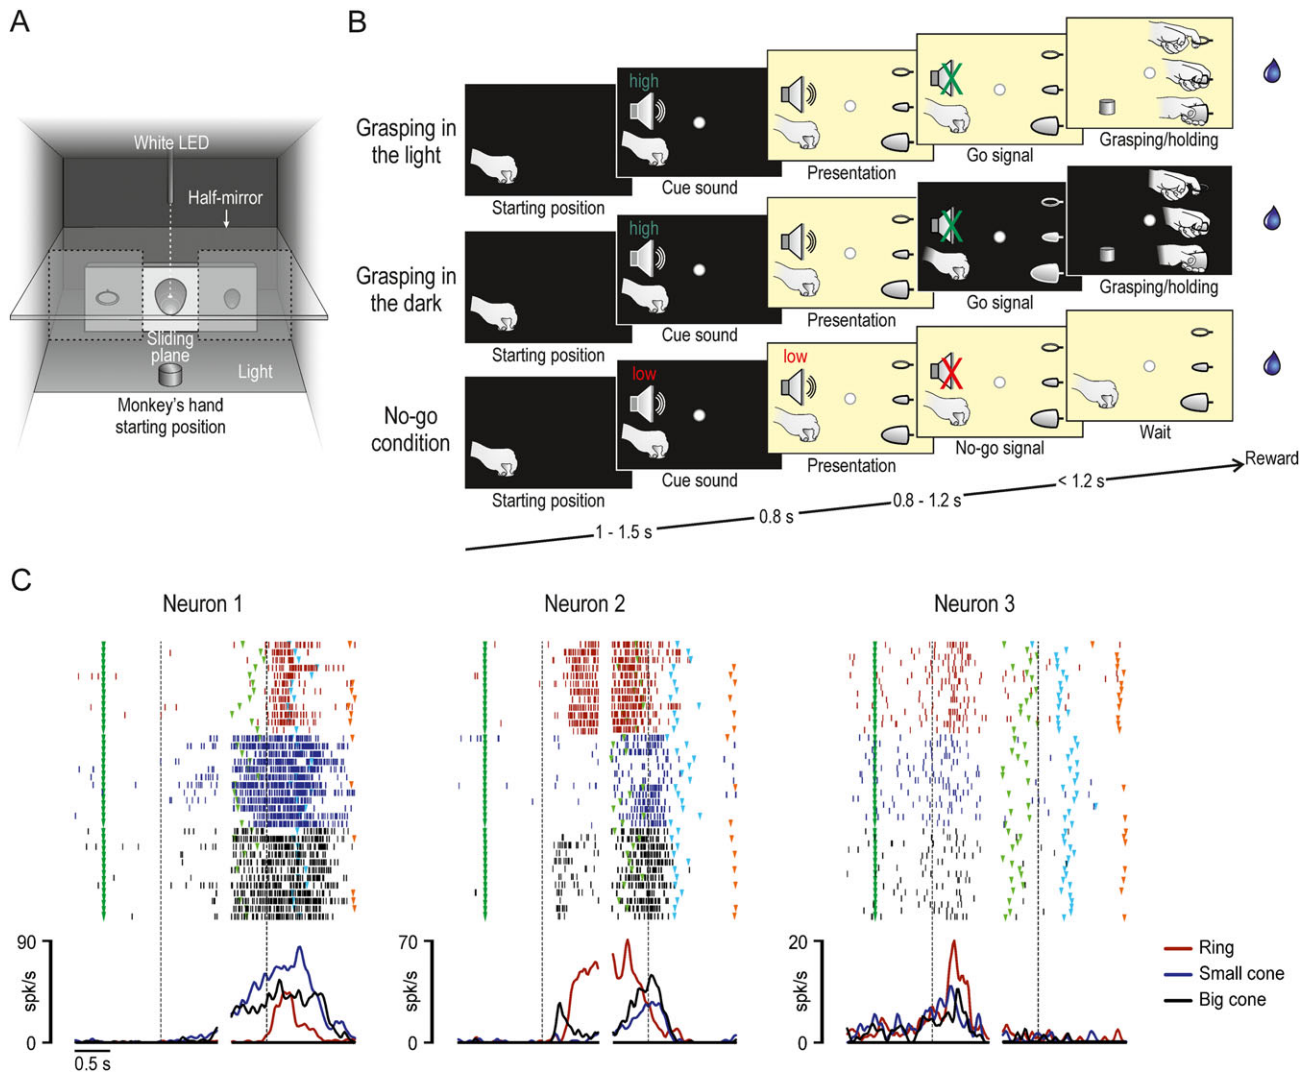 A
White LED
Half-mirror
Sliding
plane
Light
Monkey's hand
starting position
B
Grasping in
the light
Starting position
high
Cue sound
Presentation
Go signal
Grasping/holding
Grasping in
the dark
Starting position
high
Cue sound
Presentation
Go signal
Grasping/holding
No-go
condition
Starting position
low
Cue sound
low
Presentation
No-go signal
Wait
1 - 1.5 s
0.8 s
0.8 - 1.2 s
< 1.2 s
Reward
C
Neuron 1
Neuron 2
Neuron 3
90
spk/s
0
0.5 s
70
spk/s
0
20
spk/s
0
Ring
Small cone
Big cone